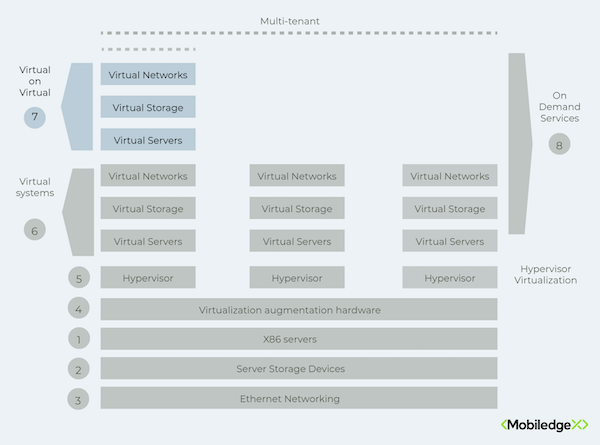 Multi-tenant
Virtual
on
Virtual
7
Virtual Networks
Virtual Storage
Virtual Servers
On
Demand
Services
8
Virtual
systems
6
Virtual Networks Virtual Networks Virtual Networks
Virtual Storage Virtual Storage Virtual Storage
Virtual Servers Virtual Servers Virtual Servers
5 Hypervisor Hypervisor Hypervisor
Hypervisor
Virtualization
4 Virtualization augmentation hardware
1 X86 servers
2 Server Storage Devices
3 Ethernet Networking
MobiledgeX